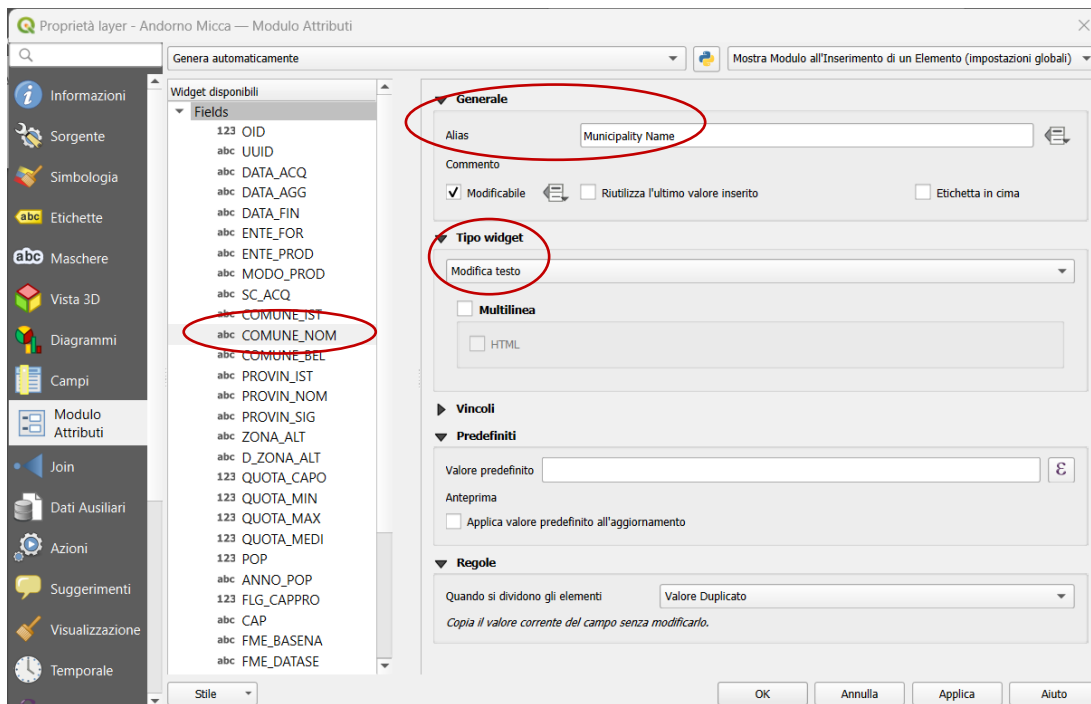 Proprietà layer - Andorno Micca — Modulo Attributi
Genera automaticamente
Mostra Modulo all'Inserimento di un Elemento (impostazioni globali)
Informazioni
Sorgente
Simbologia
abc Etichette
abc Maschere
Vista 3D
Diagrammi
Campi
Modulo
Attributi
Join
Dati Ausiliari
Azioni
Suggerimenti
Visualizzazione
Temporale
Widget disponibili
Fields
123 OID
abc UUID
abc DATA_ACQ
abc DATA_AGG
abc DATA_FIN
abc ENTE_FOR
abc ENTE_PROD
abc MODO_PROD
abc SC_ACQ
abc COMUNE_IST
abc COMUNE_NOM
abc COMUNE_BEL
abc PROVIN_IST
abc PROVIN_NOM
abc PROVIN_SIG
abc ZONA_ALT
abc D_ZONA_ALT
123 QUOTA_CAPO
123 QUOTA_MIN
123 QUOTA_MAX
123 QUOTA_MEDI
123 POP
abc ANNO_POP
123 FLG_CAPPRO
abc CAP
abc FME_BASENA
abc FME_DATASE
Generale
Alias Municipality Name
Commento
Modificabile Riutilizza l'ultimo valore inserito Etichetta in cima
Tipo widget
Modifica testo
Multilinea
HTML
Vincoli
Predefiniti
Valore predefinito ε
Anteprima
Applica valore predefinito all'aggiornamento
Regole
Quando si dividono gli elementi Valore Duplicato
Copia il valore corrente del campo senza modificarlo.
Stile OK Annulla Applica Aiuto